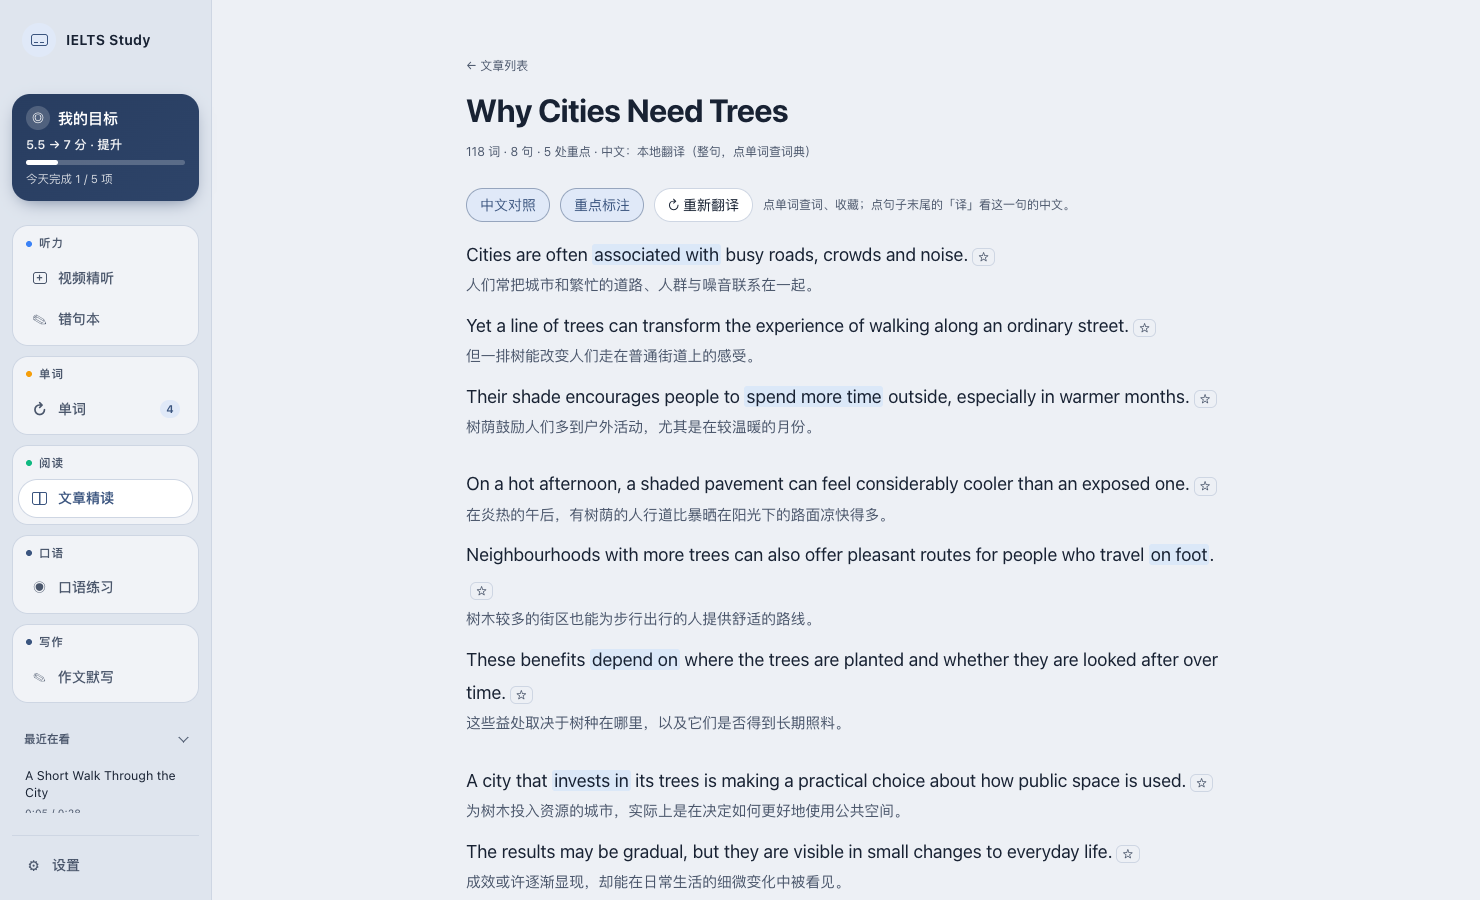 IELTS Study
我的目标
5.5 → 7 分 · 提升
今天完成 1 / 5 项
听力
视频精听
错句本
单词
单词
4
阅读
文章精读
口语
口语练习
写作
作文默写
最近在看
A Short Walk Through the
City
设置
← 文章列表
Why Cities Need Trees
118 词 · 8 句 · 5 处重点 · 中文：本地翻译（整句，点单词查词典）
中文对照
重点标注
重新翻译
点单词查词、收藏；点句子末尾的「译」看这一句的中文。
Cities are often associated with busy roads, crowds and noise.
人们常把城市和繁忙的道路、人群与噪音联系在一起。
Yet a line of trees can transform the experience of walking along an ordinary street.
但一排树能改变人们走在普通街道上的感受。
Their shade encourages people to spend more time outside, especially in warmer months.
树荫鼓励人们多到户外活动，尤其是在较温暖的月份。
On a hot afternoon, a shaded pavement can feel considerably cooler than an exposed one.
在炎热的午后，有树荫的人行道比暴晒在阳光下的路面凉快得多。
Neighbourhoods with more trees can also offer pleasant routes for people who travel on foot.
树木较多的街区也能为步行出行的人提供舒适的路线。
These benefits depend on where the trees are planted and whether they are looked after over
time.
这些益处取决于树种在哪里，以及它们是否得到长期照料。
A city that invests in its trees is making a practical choice about how public space is used.
为树木投入资源的城市，实际上是在决定如何更好地使用公共空间。
The results may be gradual, but they are visible in small changes to everyday life.
成效或许逐渐显现，却能在日常生活的细微变化中被看见。